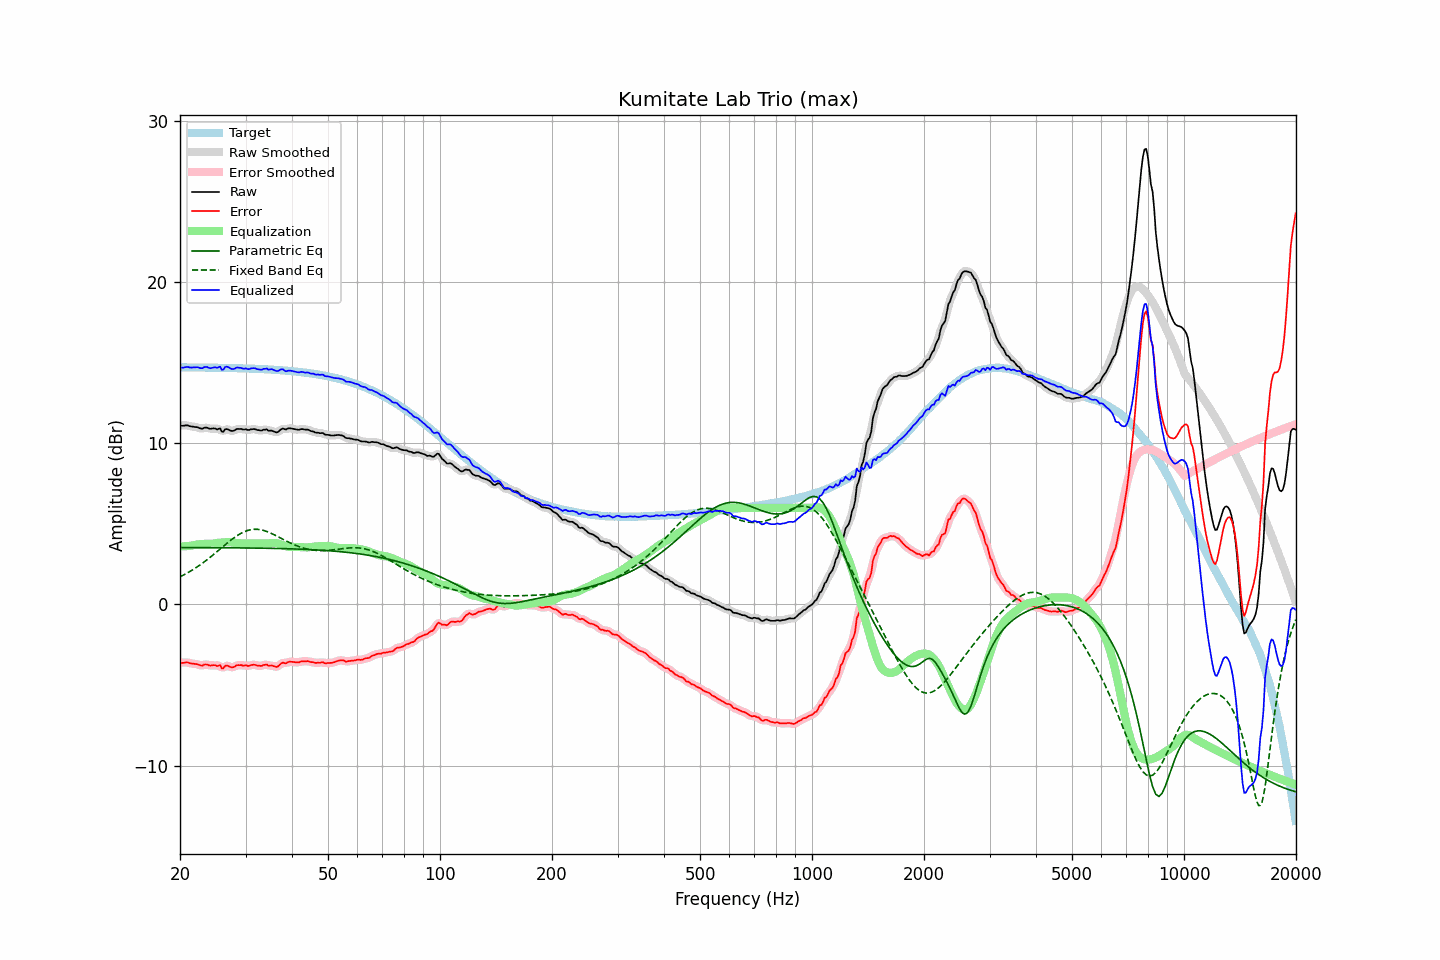 Kumitate Lab Trio (max)
Amplitude (dBr)
30
20
10
0
−10
Target
Raw Smoothed
Error Smoothed
Raw
Error
Equalization
Parametric Eq
Fixed Band Eq
Equalized
20 50 100 200 500 1000 2000 5000 10000 20000
Frequency (Hz)